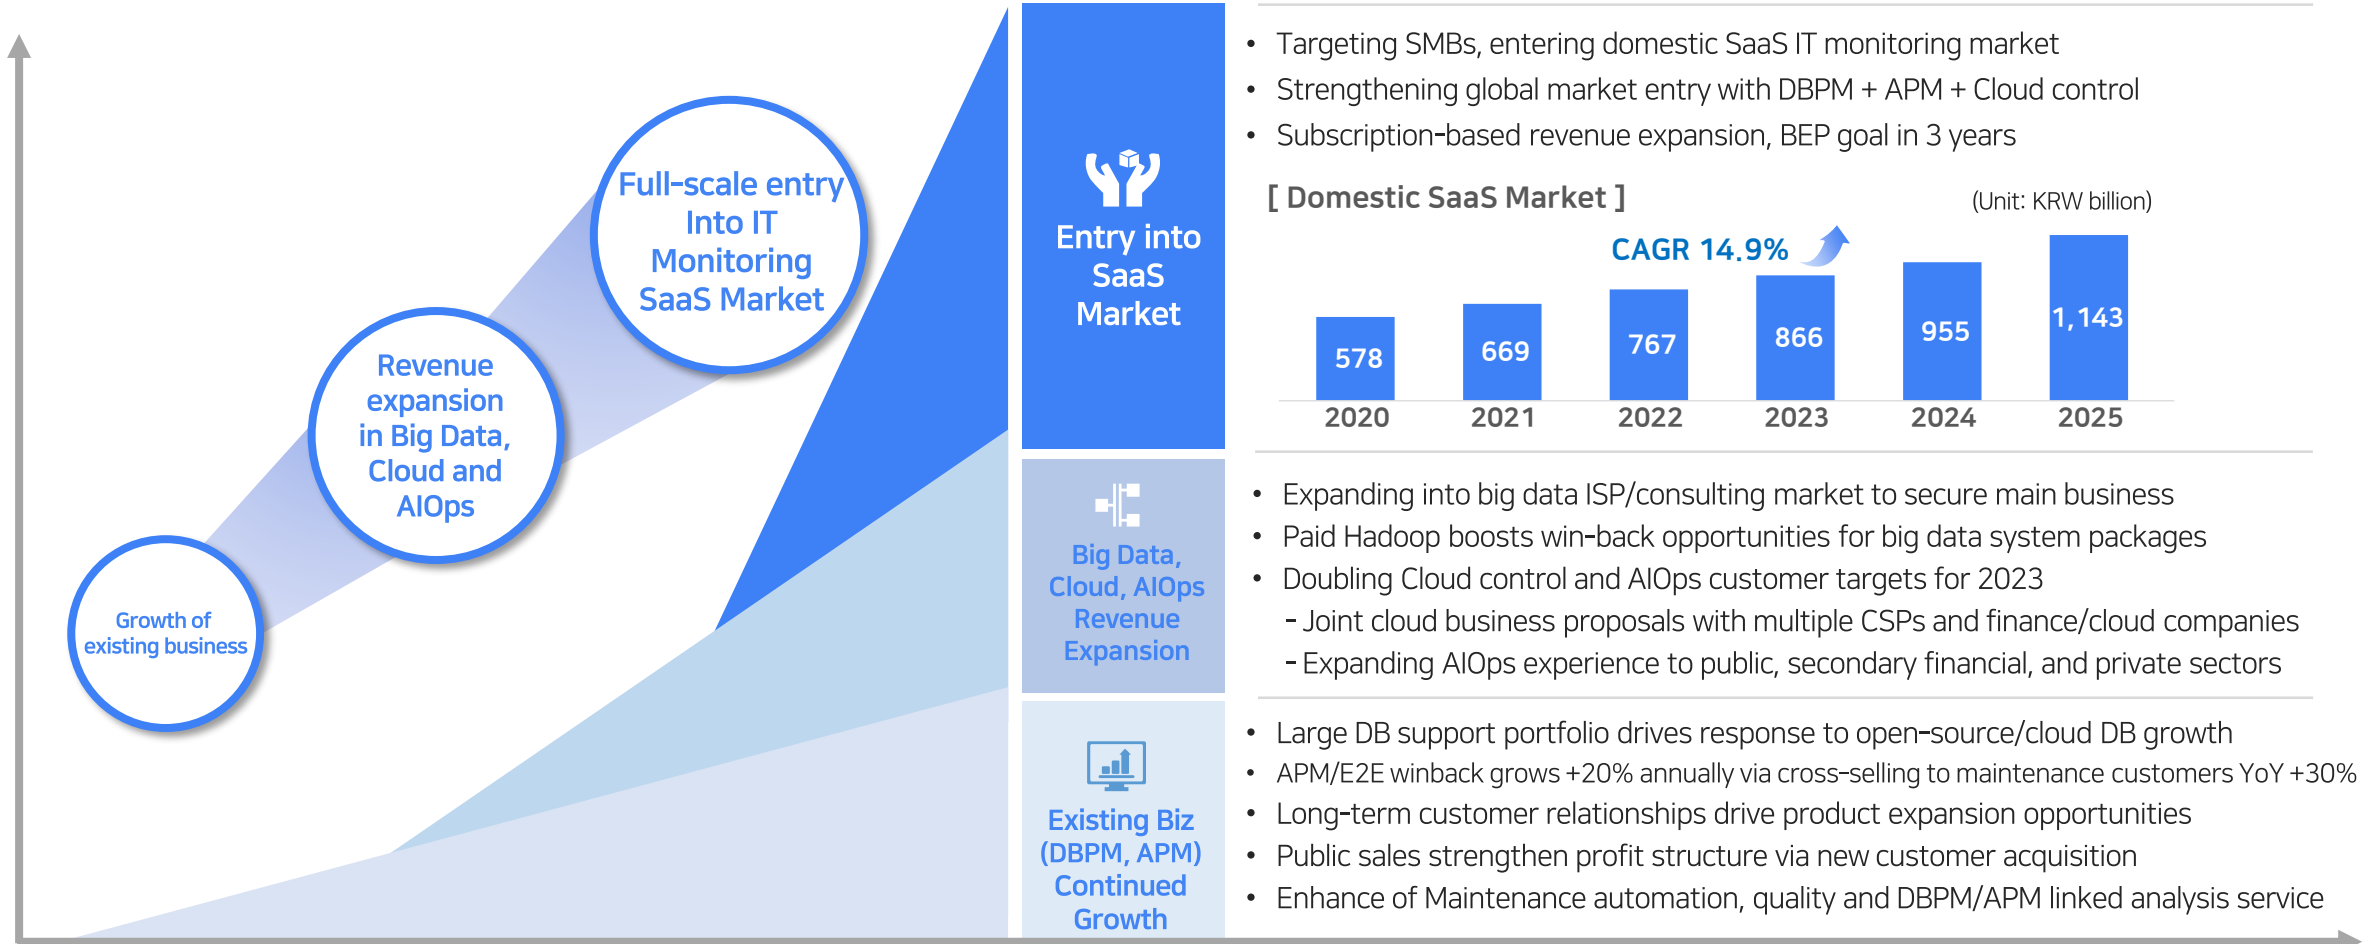 Full-scale entry
Into IT
Monitoring
SaaS Market
Revenue
expansion
in Big Data,
Cloud and
AIOps
Growth of
existing business
Entry into
SaaS
Market
• Targeting SMBs, entering domestic SaaS IT monitoring market
• Strengthening global market entry with DBPM + APM + Cloud control
• Subscription-based revenue expansion, BEP goal in 3 years
[ Domestic SaaS Market ]
(Unit: KRW billion)
CAGR 14.9%
578
669
767
866
955
1,143
2020
2021
2022
2023
2024
2025
Big Data,
Cloud, AIOps
Revenue
Expansion
• Expanding into big data ISP/consulting market to secure main business
• Paid Hadoop boosts win-back opportunities for big data system packages
• Doubling Cloud control and AIOps customer targets for 2023
- Joint cloud business proposals with multiple CSPs and finance/cloud companies
- Expanding AIOps experience to public, secondary financial, and private sectors
Existing Biz
(DBPM, APM)
Continued
Growth
• Large DB support portfolio drives response to open-source/cloud DB growth
• APM/E2E winback grows +20% annually via cross-selling to maintenance customers YoY +30%
• Long-term customer relationships drive product expansion opportunities
• Public sales strengthen profit structure via new customer acquisition
• Enhance of Maintenance automation, quality and DBPM/APM linked analysis service